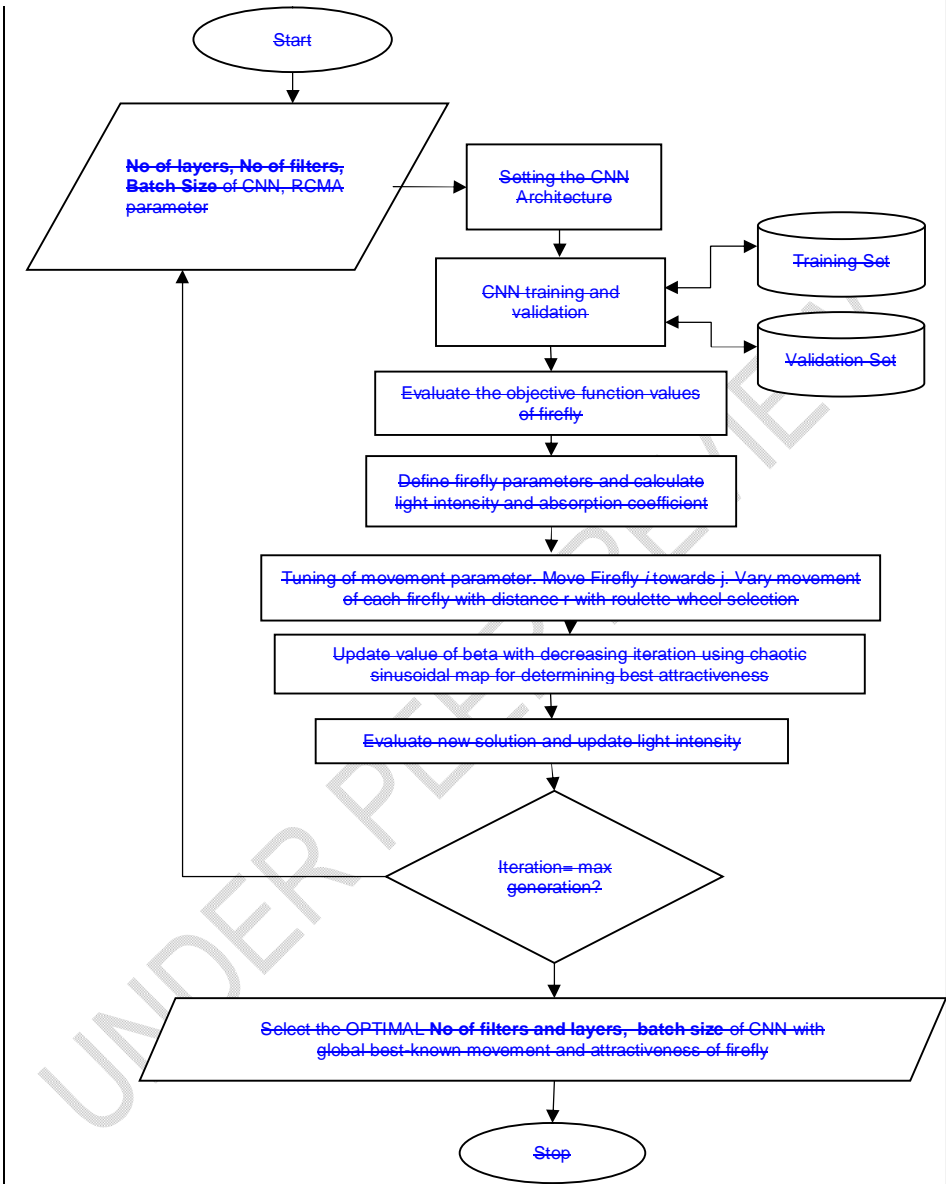 Start
No of layers, No of filters,
Batch Size of CNN, RCMA
parameter
Setting the CNN
Architecture
Training Set
CNN training and
validation
Validation Set
Evaluate the objective function values
of firefly
Define firefly parameters and calculate
light intensity and absorption coefficient
Tuning of movement parameter. Move Firefly i towards j. Vary movement
of each firefly with distance r with roulette wheel selection
Update value of beta with decreasing iteration using chaotic
sinusoidal map for determining best attractiveness
Evaluate new solution and update light intensity
Iteration= max
generation?
Select the OPTIMAL No of filters and layers, batch size of CNN with
global best-known movement and attractiveness of firefly
Stop
UNDER PEER REVIEW